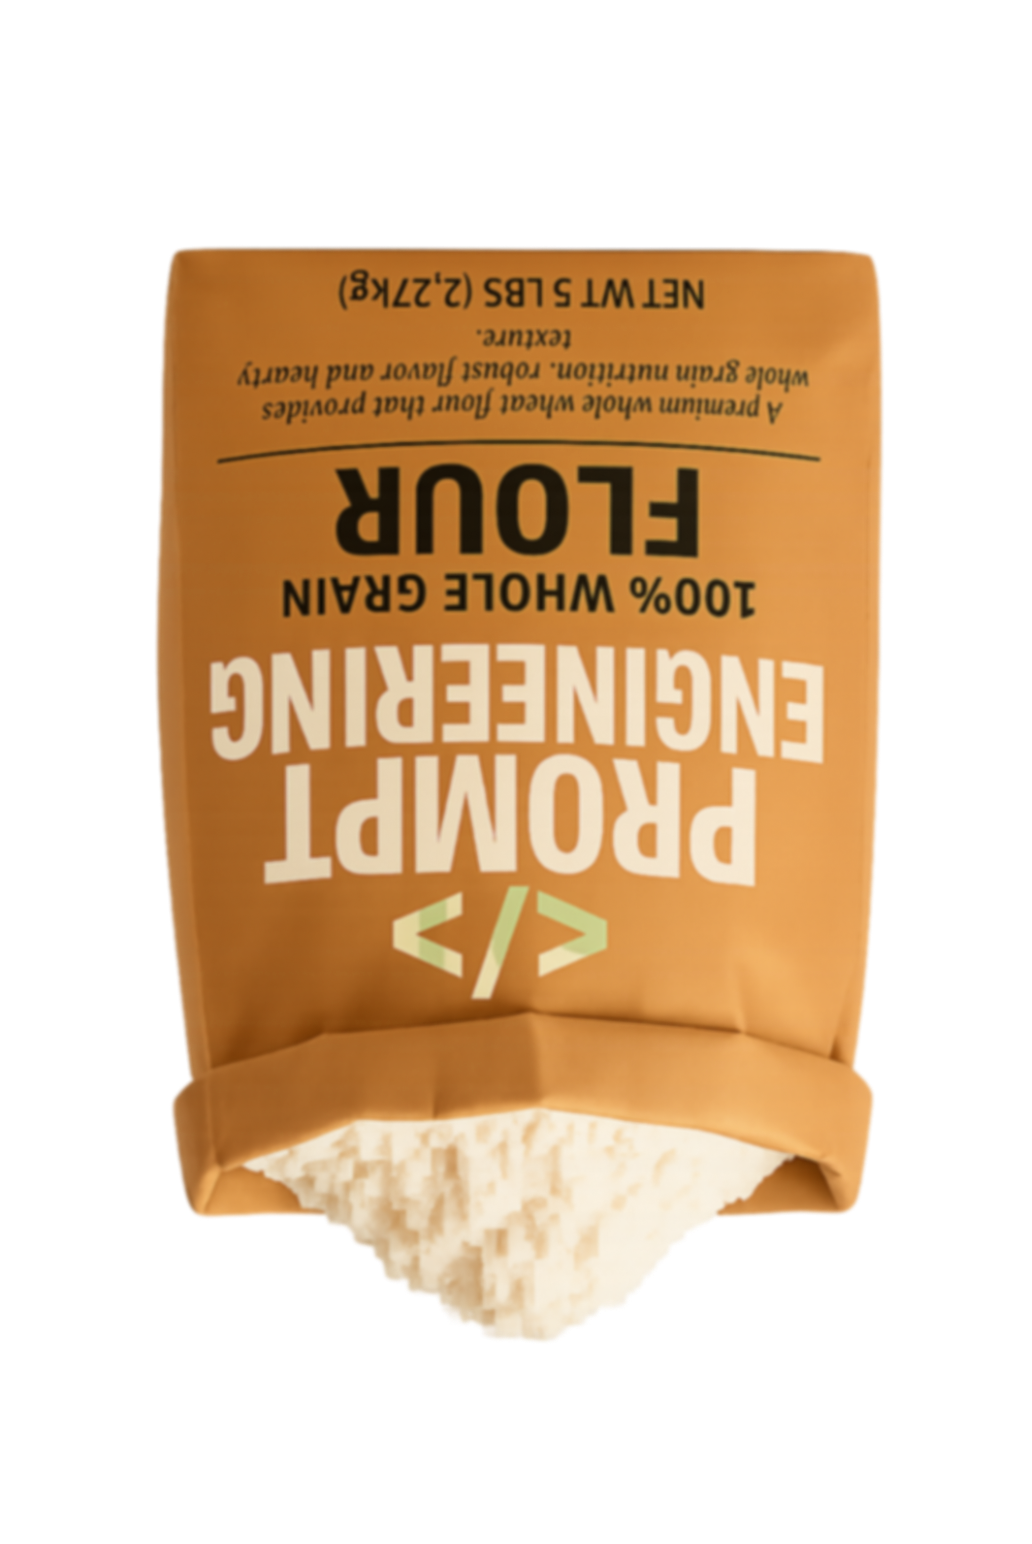 </>
PROMPT
ENGINEERING
100% WHOLE GRAIN
FLOUR
A premium whole wheat flour that provides
whole grain nutrition. robust flavor and hearty
texture.
NET WT 5 LBS (2,27kg)